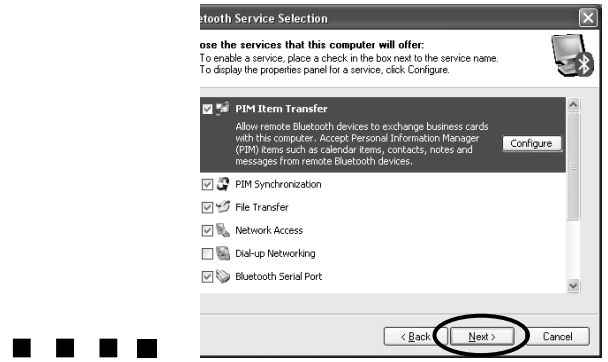 etooth Service Selection
ose the services that this computer will offer:
To enable a service, place a check in the box next to the service name.
To display the properties panel for a service, click Configure.
PIM Item Transfer
Allow remote Bluetooth devices to exchange business cards
with this computer. Accept Personal Information Manager
(PIM) items such as calendar items, contacts, notes and
messages from remote Bluetooth devices.
Configure
PIM Synchronization
File Transfer
Network Access
Dial-up Networking
Bluetooth Serial Port
< Back
Next >
Cancel